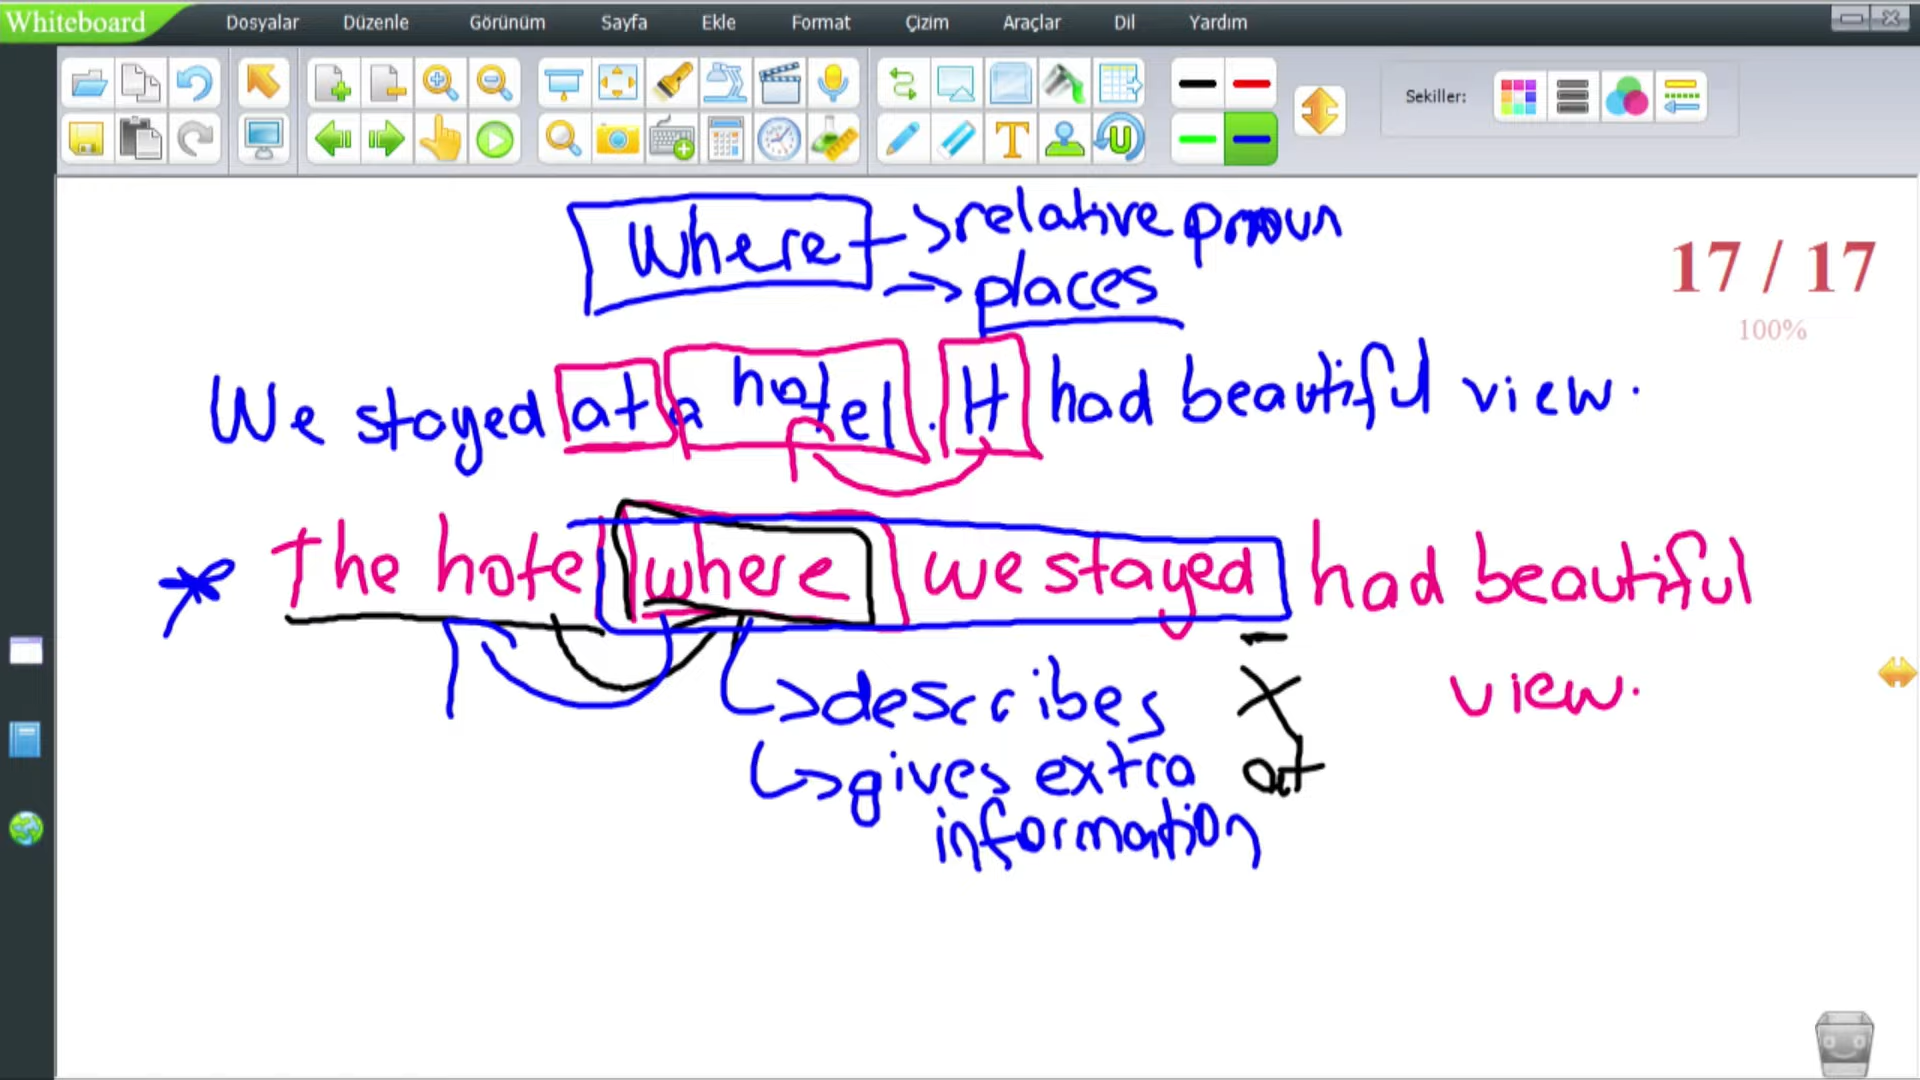 Whiteboard Dosyalar Düzenle Görünüm Sayfa Ekle Format Çizim Araçlar Dil Yardım
Sekiller:
Where → relative pronoun
→ places
17 / 17
100%
We stayed at a hotel. It had beautiful view.
* The hote where we stayed had beautiful
view.
→ describes X
→ gives extra at
information